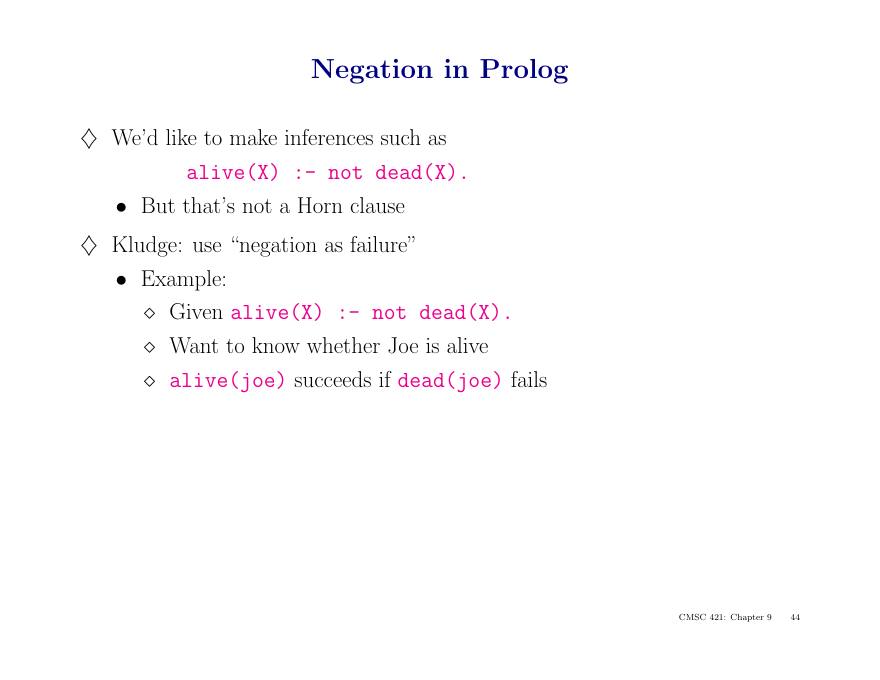 Negation in Prolog
♢ We'd like to make inferences such as
alive(X) :- not dead(X).
• But that's not a Horn clause
♢ Kludge: use “negation as failure”
• Example:
⋄ Given alive(X) :- not dead(X).
⋄ Want to know whether Joe is alive
⋄ alive(joe) succeeds if dead(joe) fails
CMSC 421: Chapter 9 44